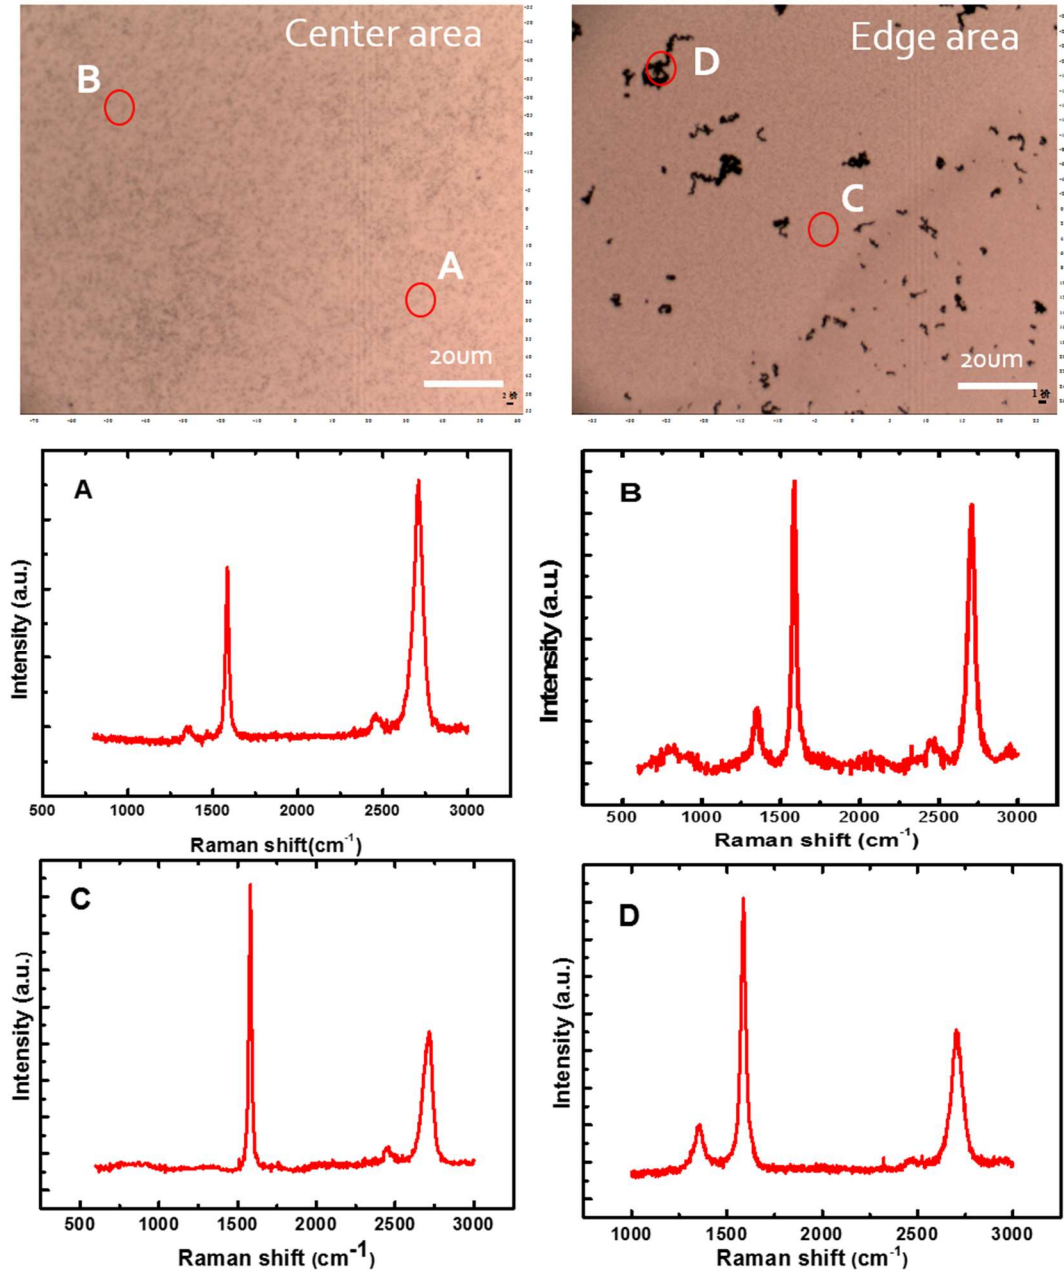 Center area
B
A
20um
Edge area
D
C
20um
A
Intensity (a.u.)
500 1000 1500 2000 2500 3000
Raman shift(cm-1)
B
Intensity (a.u.)
500 1000 1500 2000 2500 3000
Raman shift (cm-1)
C
Intensity (a.u.)
500 1000 1500 2000 2500 3000
Raman shift (cm-1)
D
Intensity (a.u.)
1000 1500 2000 2500 3000
Raman shift (cm-1)